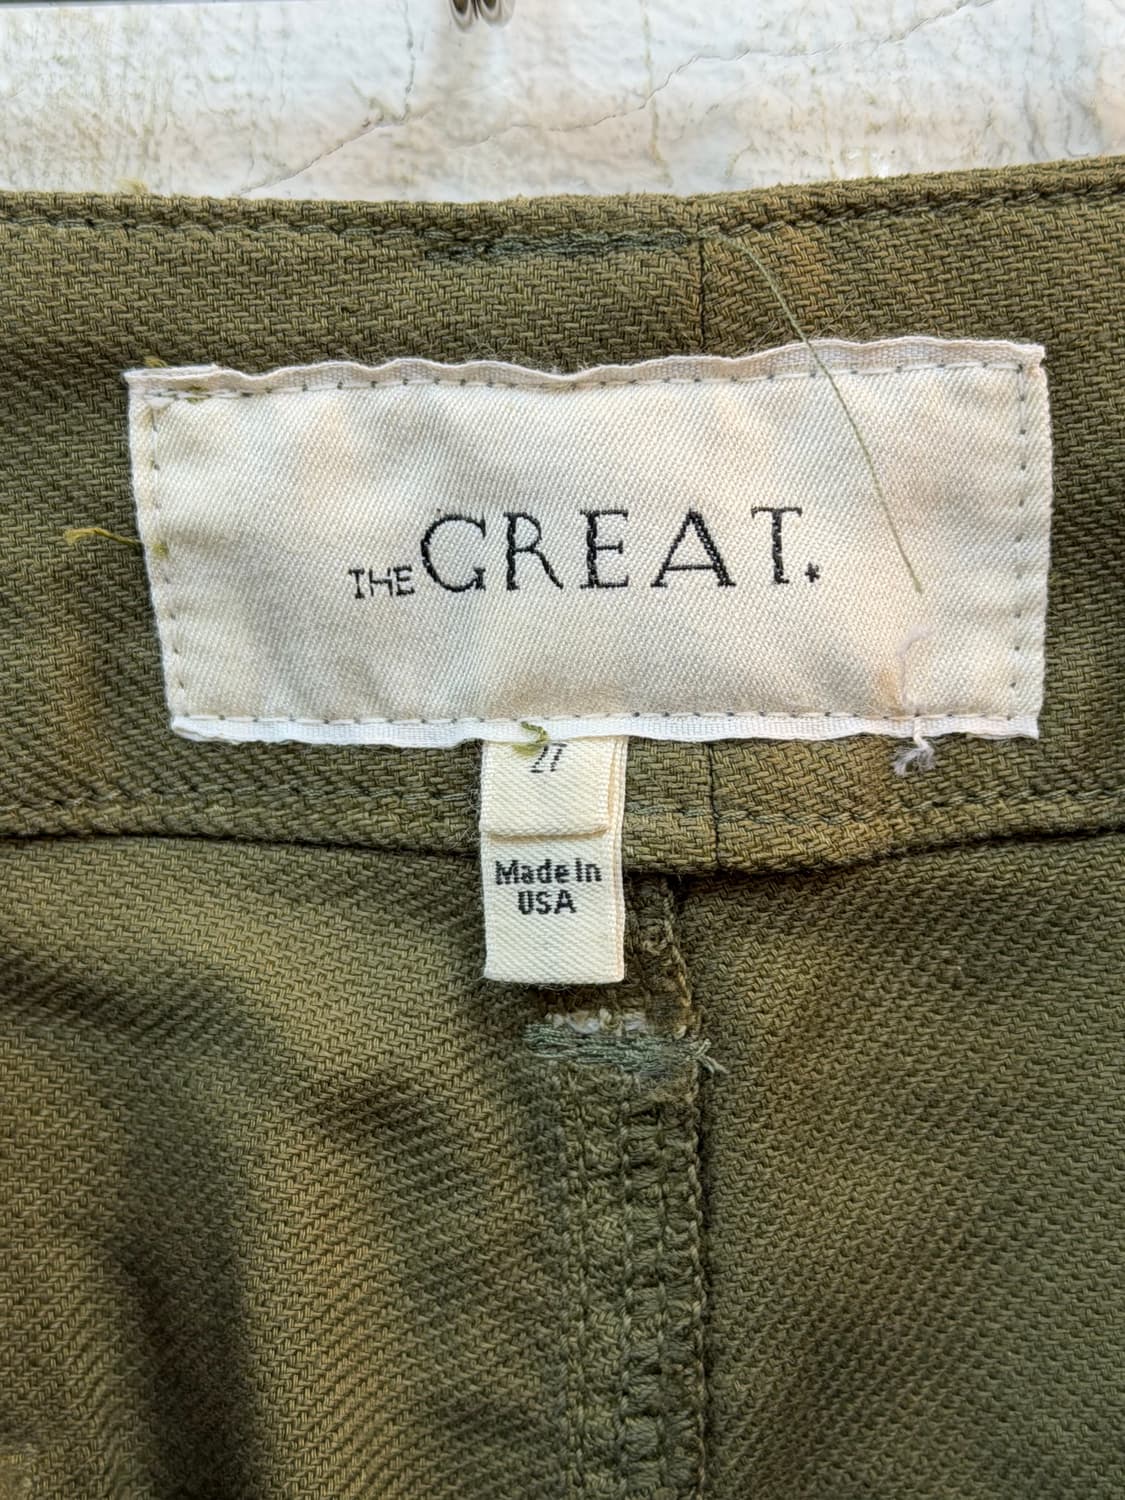 THE GREAT.
27
Made In
USA